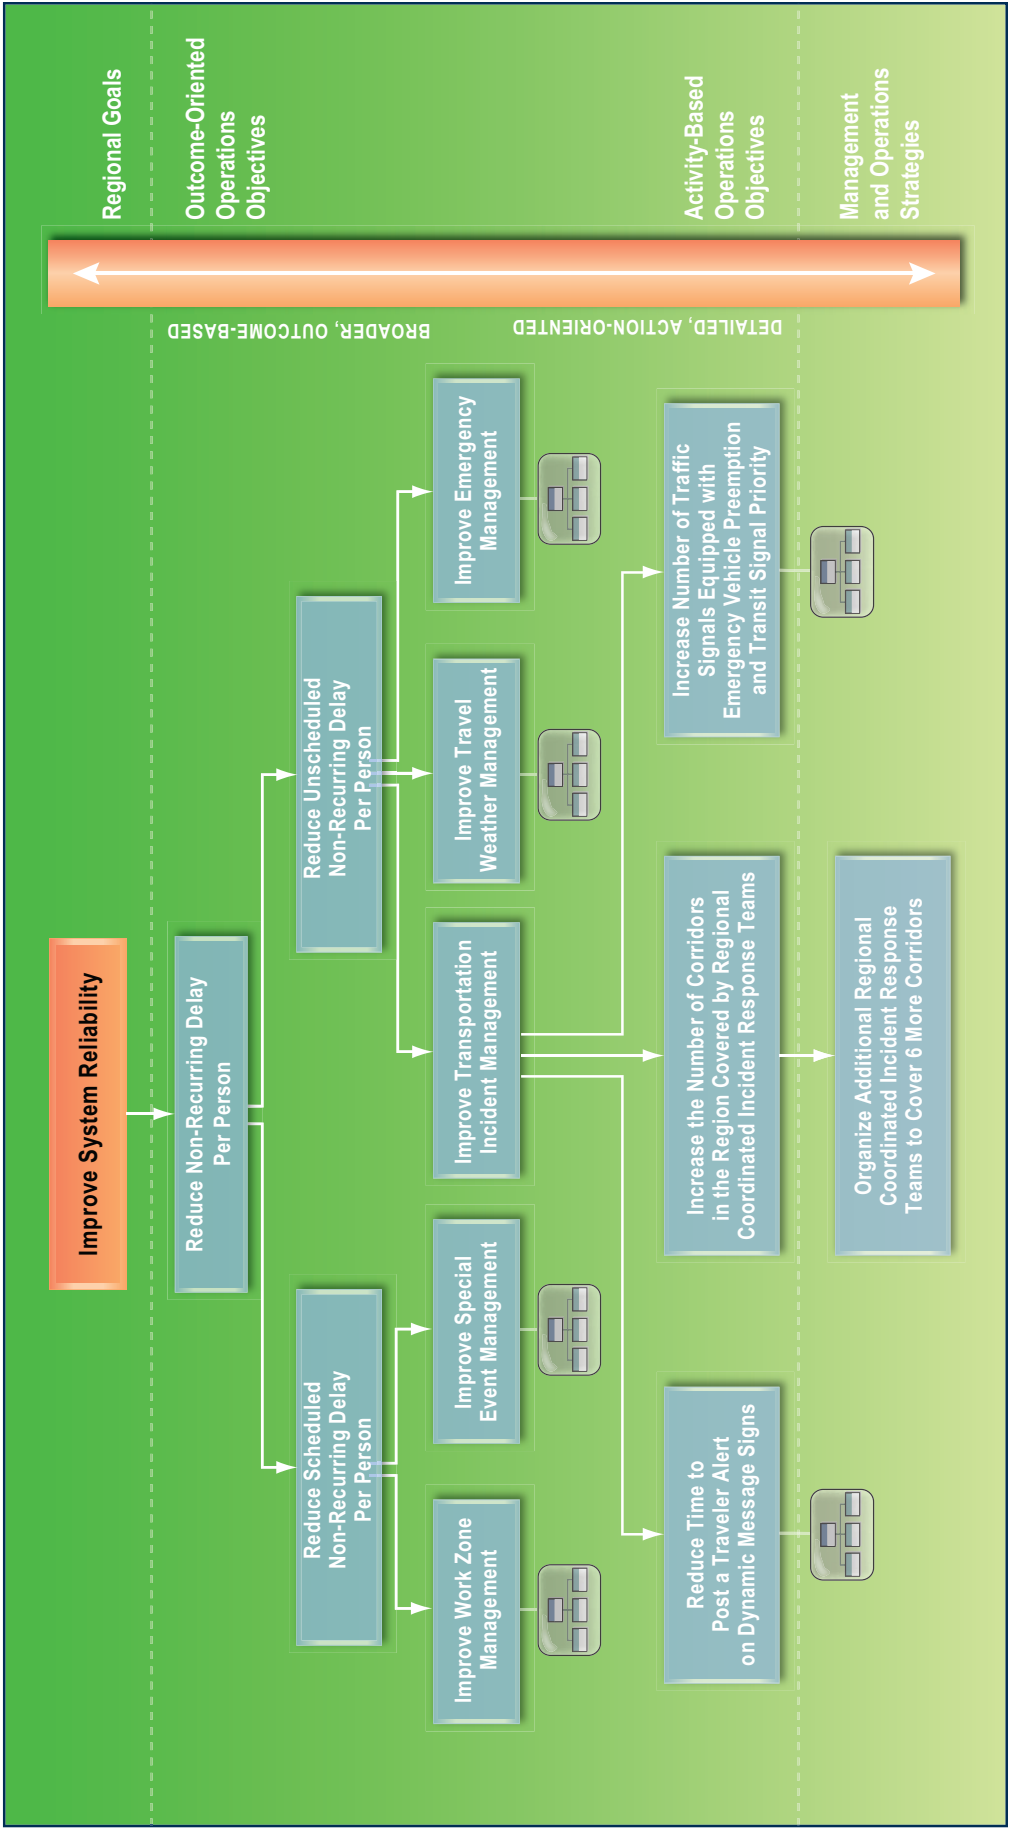 Improve System Reliability
Regional Goals
Reduce Non-Recurring Delay
Per Person
Outcome-Oriented
Operations
Objectives
Reduce Scheduled
Non-Recurring Delay
Per Person
Reduce Unscheduled
Non-Recurring Delay
Per Person
BROADER, OUTCOME-BASED
Improve Work Zone
Management
Improve Special
Event Management
Improve Transportation
Incident Management
Improve Travel
Weather Management
Improve Emergency
Management
DETAILED, ACTION-ORIENTED
Reduce Time to
Post a Traveler Alert
on Dynamic Message Signs
Increase the Number of Corridors
in the Region Covered by Regional
Coordinated Incident Response Teams
Increase Number of Traffic
Signals Equipped with
Emergency Vehicle Preemption
and Transit Signal Priority
Activity-Based
Operations
Objectives
Organize Additional Regional
Coordinated Incident Response
Teams to Cover 6 More Corridors
Management
and Operations
Strategies